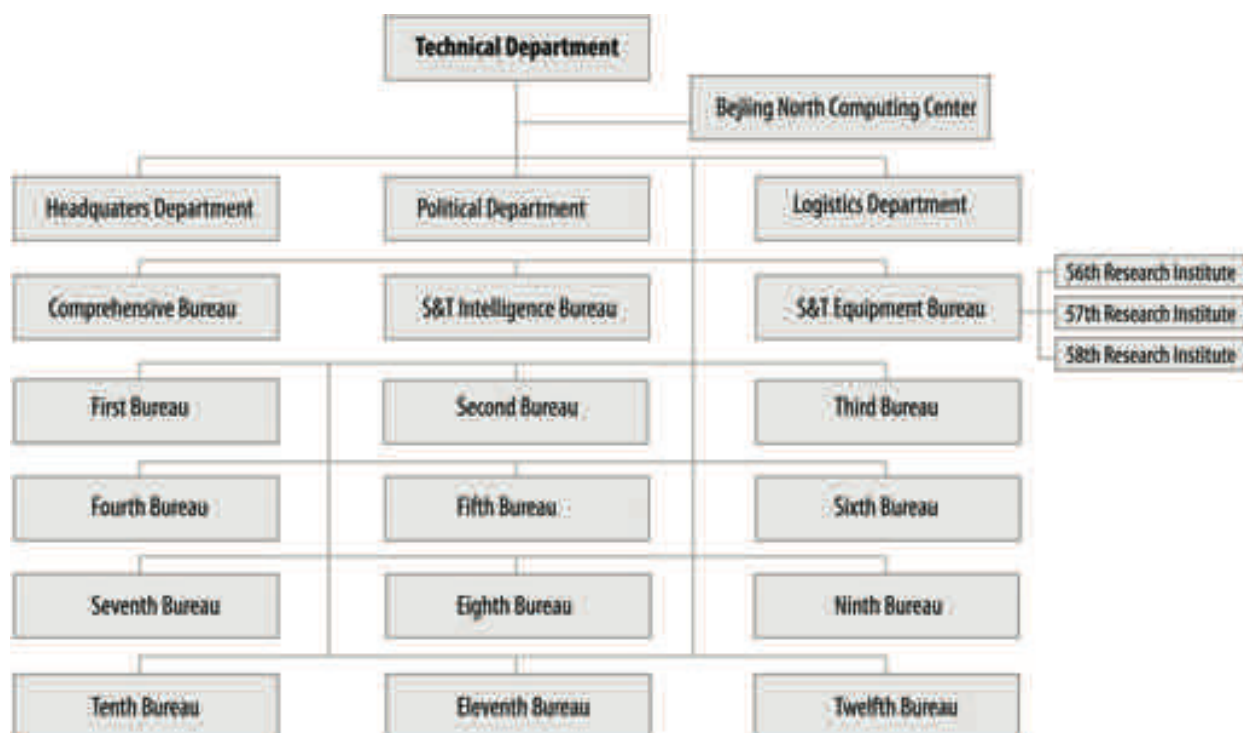 Technical Department
Bejling North Computing Center
Headquaters Department
Political Department
Logistics Department
Comprehensive Bureau
S&T Intelligence Bureau
S&T Equipment Bureau
56th Research Institute
57th Research Institute
58th Research Institute
First Bureau
Second Bureau
Third Bureau
Fourth Bureau
Fifth Bureau
Sixth Bureau
Seventh Bureau
Eighth Bureau
Ninth Bureau
Tenth Bureau
Eleventh Bureau
Twelfth Bureau